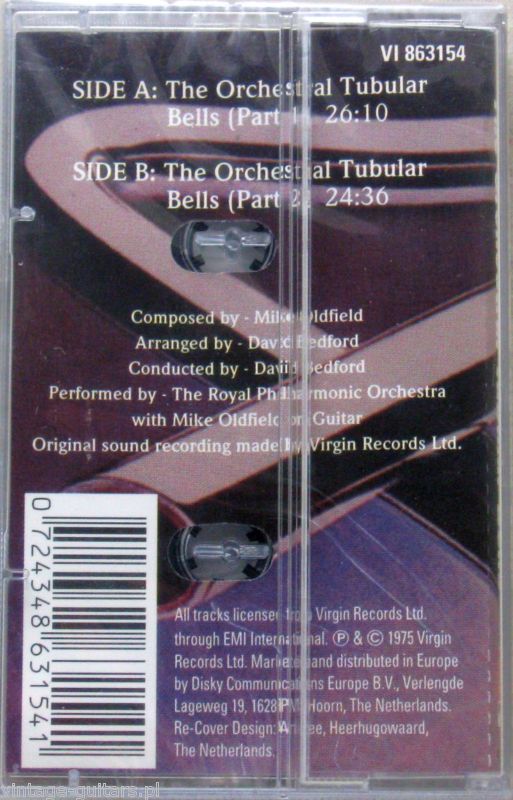 VI 863154
SIDE A: The Orchestral Tubular
Bells (Part 1) 26:10
SIDE B: The Orchestral Tubular
Bells (Part 2) 24:36
Composed by - Mike Oldfield
Arranged by - David Bedford
Conducted by - David Bedford
Performed by - The Royal Philharmonic Orchestra
with Mike Oldfield on Guitar
Original sound recording made by Virgin Records Ltd.
0 724348 631541
All tracks licensed from Virgin Records Ltd.
through EMI International. ℗ & © 1975 Virgin
Records Ltd. Marketed and distributed in Europe
by Disky Communications Europe B.V., Verlengde
Lageweg 19, 1628 PM Hoorn, The Netherlands.
Re-Cover Design: Heerhugowaard,
The Netherlands.
vintage-guitars.pl